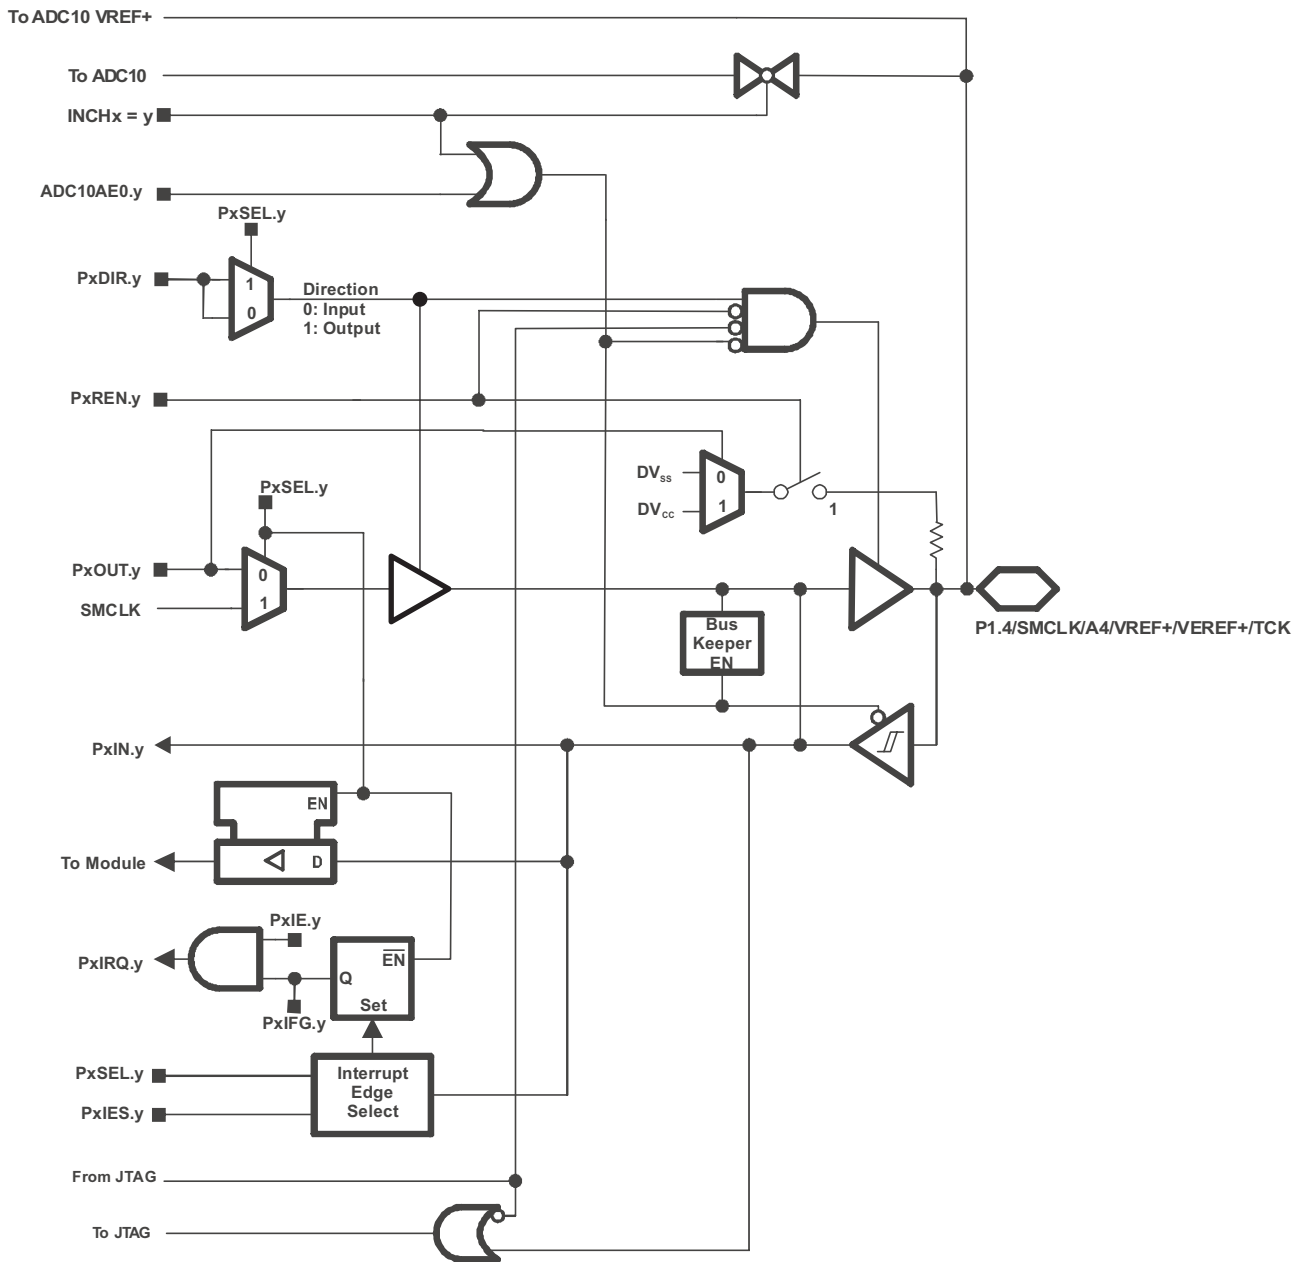 To ADC10 VREF+
To ADC10
INCHx = y
ADC10AE0.y
PxSEL.y
PxDIR.y
1
0
Direction
0: Input
1: Output
PxREN.y
DVss
DVcc
0
1
1
PxSEL.y
PxOUT.y
SMCLK
0
1
Bus
Keeper
EN
P1.4/SMCLK/A4/VREF+/VEREF+/TCK
PxIN.y
EN
To Module
D
PxIE.y
PxIRQ.y
EN
Q
Set
PxIFG.y
PxSEL.y
PxIES.y
Interrupt
Edge
Select
From JTAG
To JTAG